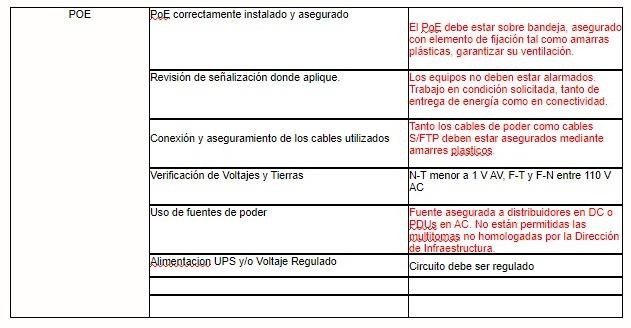 POE
PoE correctamente instalado y asegurado
El PoE debe estar sobre bandeja, asegurado
con elemento de fijación tal como amarras
plásticas, garantizar su ventilación.
Revisión de señalización donde aplique.
Los equipos no deben estar alarmados.
Trabajo en condición solicitada, tanto de
entrega de energía como en conectividad.
Conexión y aseguramiento de los cables utilizados
Tanto los cables de poder como cables
S/FTP deben estar asegurados mediante
amarres plasticos.
Verificación de Voltajes y Tierras
N-T menor a 1 V AV, F-T y F-N entre 110 V
AC
Uso de fuentes de poder
Fuente asegurada a distribuidores en DC o
PDUs en AC. No están permitidas las
multitomas no homologadas por la Dirección
de Infraestructura.
Alimentacion UPS y/o Voltaje Regulado
Circuito debe ser regulado